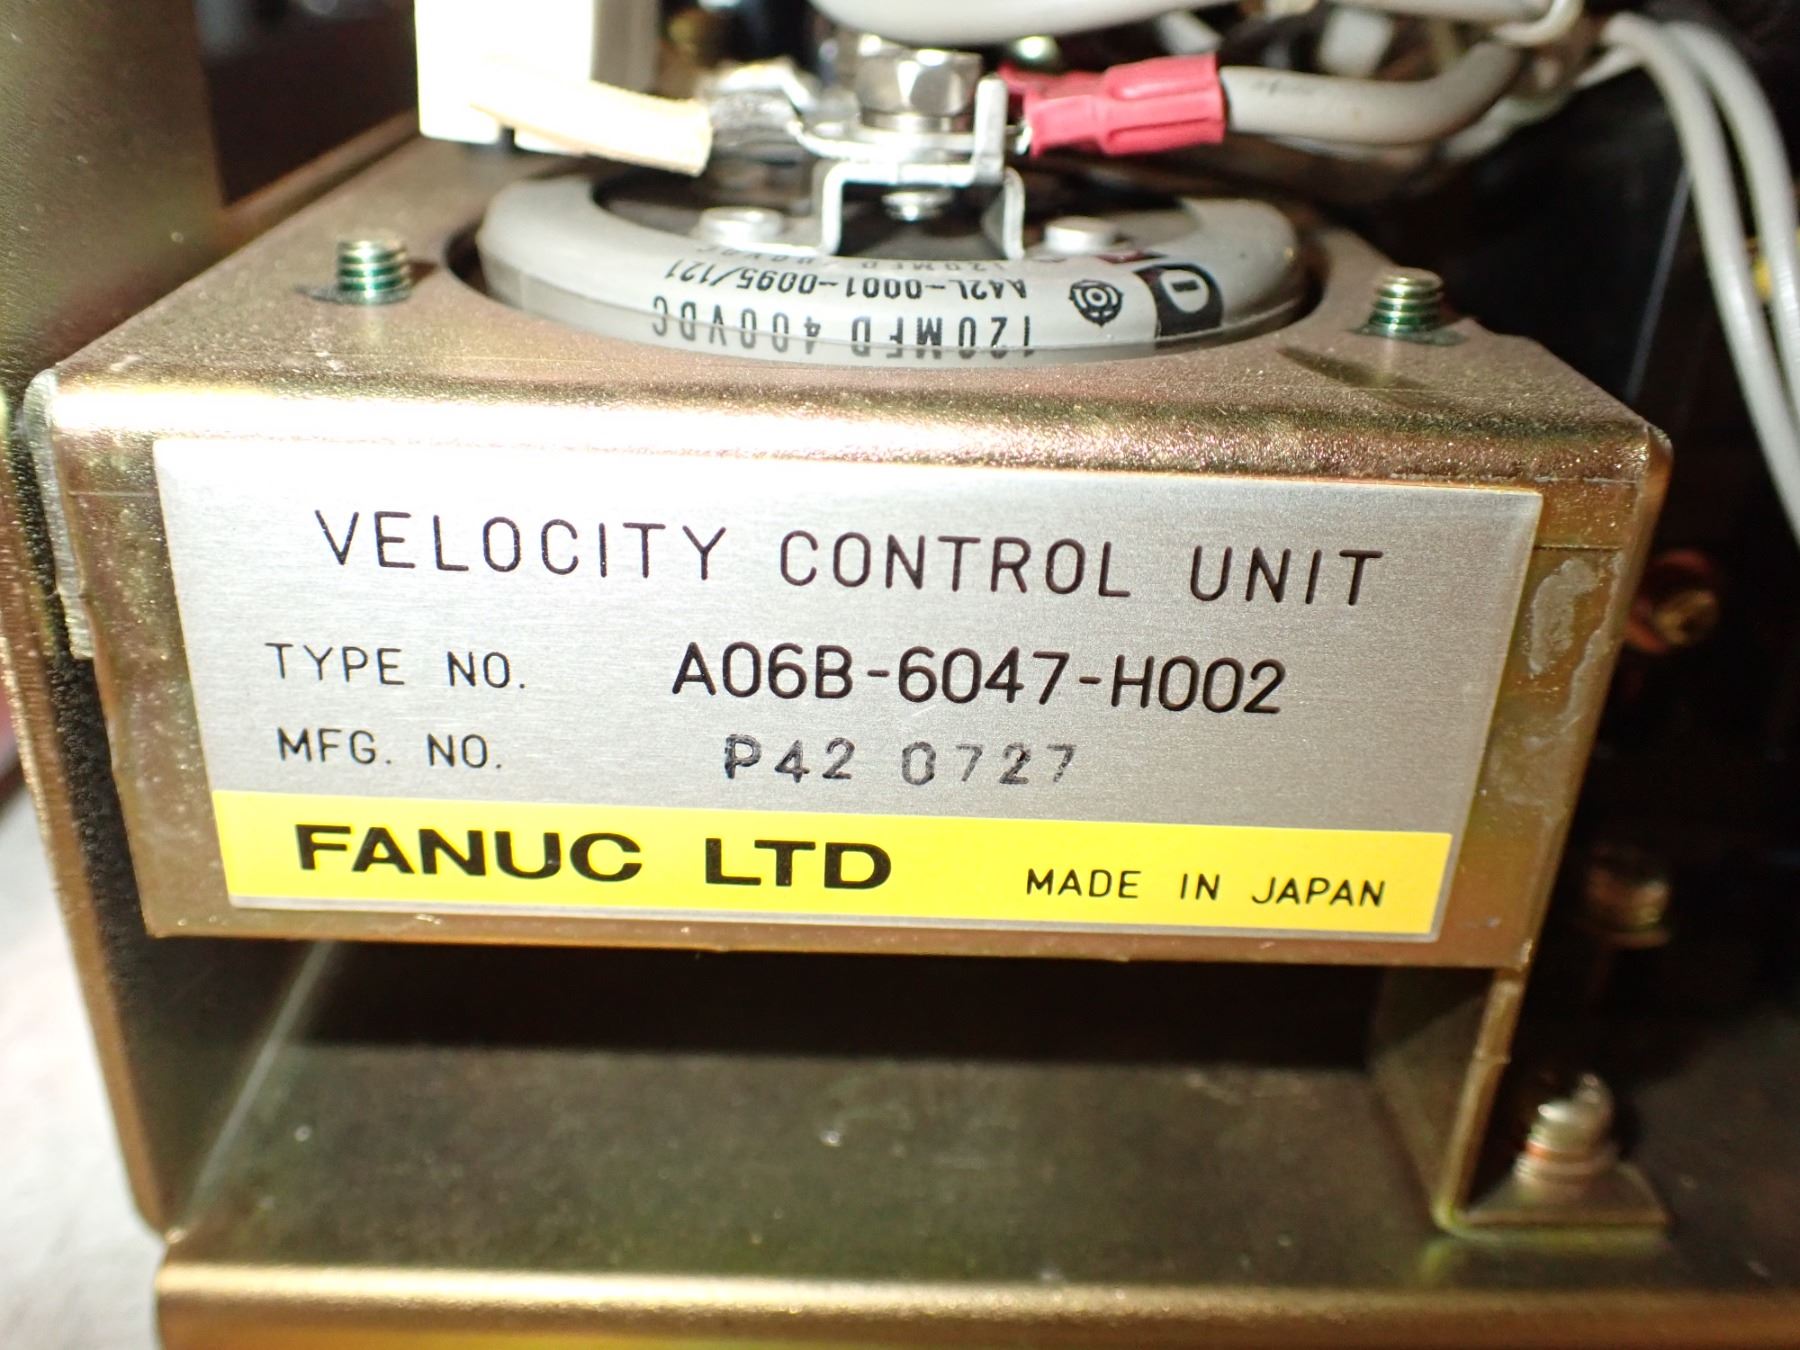 120MFD 400VDC
A42L-0001-0095/121
VELOCITY CONTROL UNIT
TYPE NO. A06B-6047-H002
MFG. NO. P42 0727
FANUC LTD MADE IN JAPAN